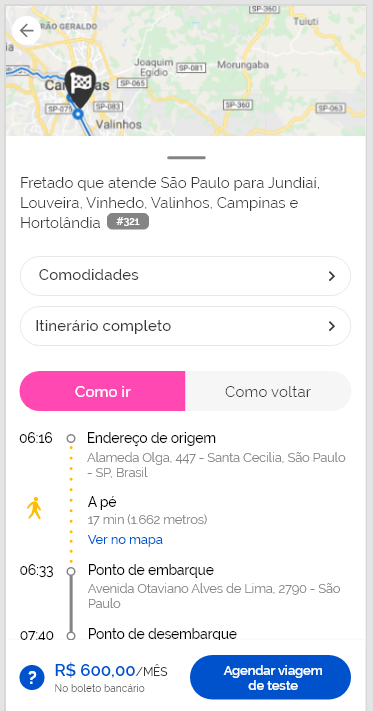 RÃO GERALDO
SP-360
Tuiuti
Joaquim
Egídio
SP-081
Morungaba
SP-065
SP-083
SP-360
SP-063
Valinhos
Fretado que atende São Paulo para Jundiaí,
Louveira, Vinhedo, Valinhos, Campinas e
Hortolândia #321
Comodidades
Itinerário completo
Como ir Como voltar
06:16 Endereço de origem
Alameda Olga, 447 - Santa Cecilia, São Paulo
- SP, Brasil
A pé
17 min (1.662 metros)
Ver no mapa
06:33 Ponto de embarque
Avenida Otaviano Alves de Lima, 2790 - São
Paulo
07:40 Ponto de desembarque
? R$ 600,00/MÊS
No boleto bancário
Agendar viagem
de teste